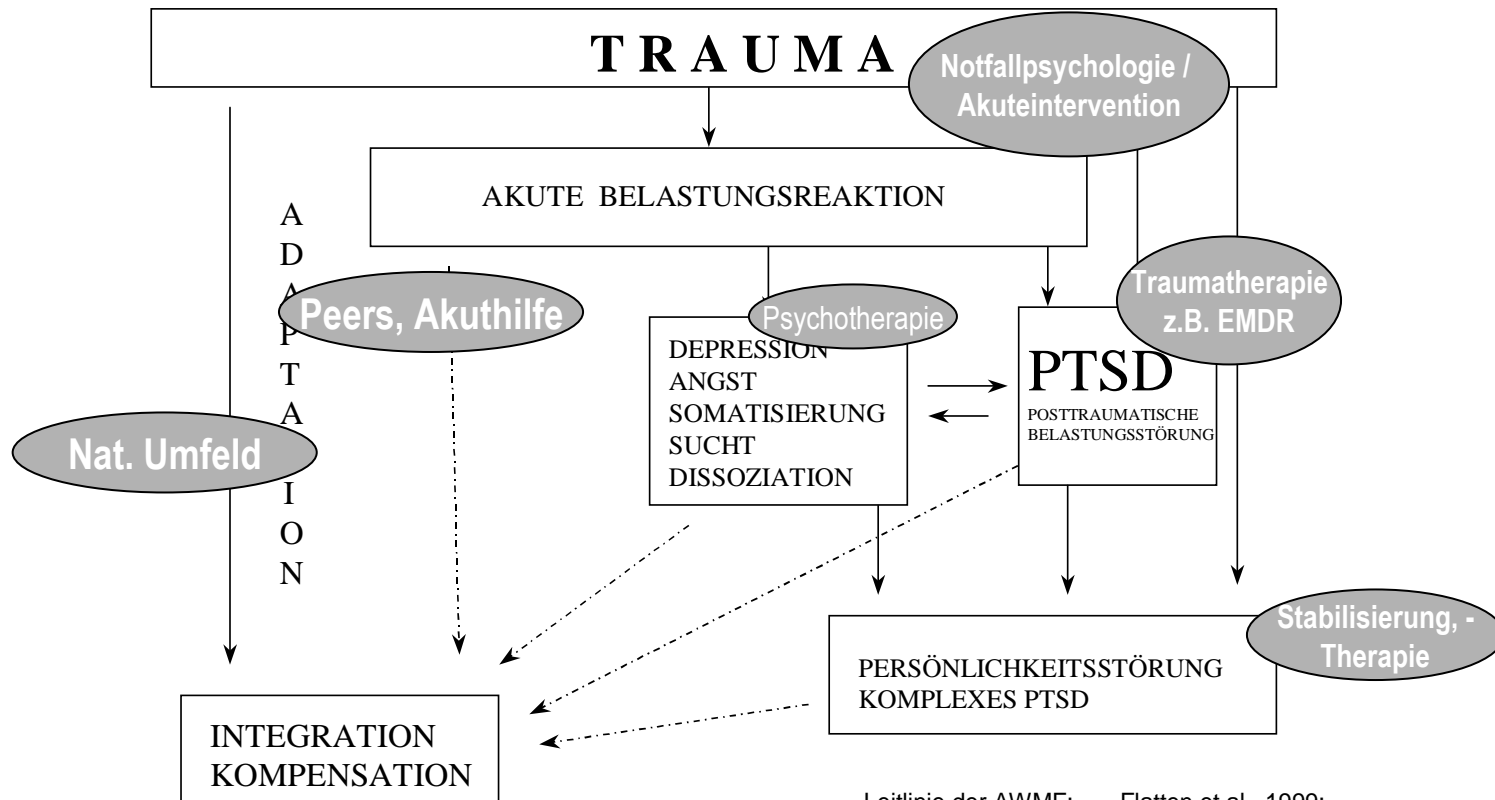 TRAUMA
Notfallpsychologie /
Akuteintervention
AKUTE BELASTUNGSREAKTION
ADAPTATION
Peers, Akuthilfe
Psychotherapie
Traumatherapie
z.B. EMDR
DEPRESSION
ANGST
SOMATISIERUNG
SUCHT
DISSOZIATION
PTSD
POSTTRAUMATISCHE
BELASTUNGSSTÖRUNG
Nat. Umfeld
Stabilisierung, -
Therapie
PERSÖNLICHKEITSSTÖRUNG
KOMPLEXES PTSD
INTEGRATION
KOMPENSATION
Leitlinie der AWMF: Flatten et al., 1999: